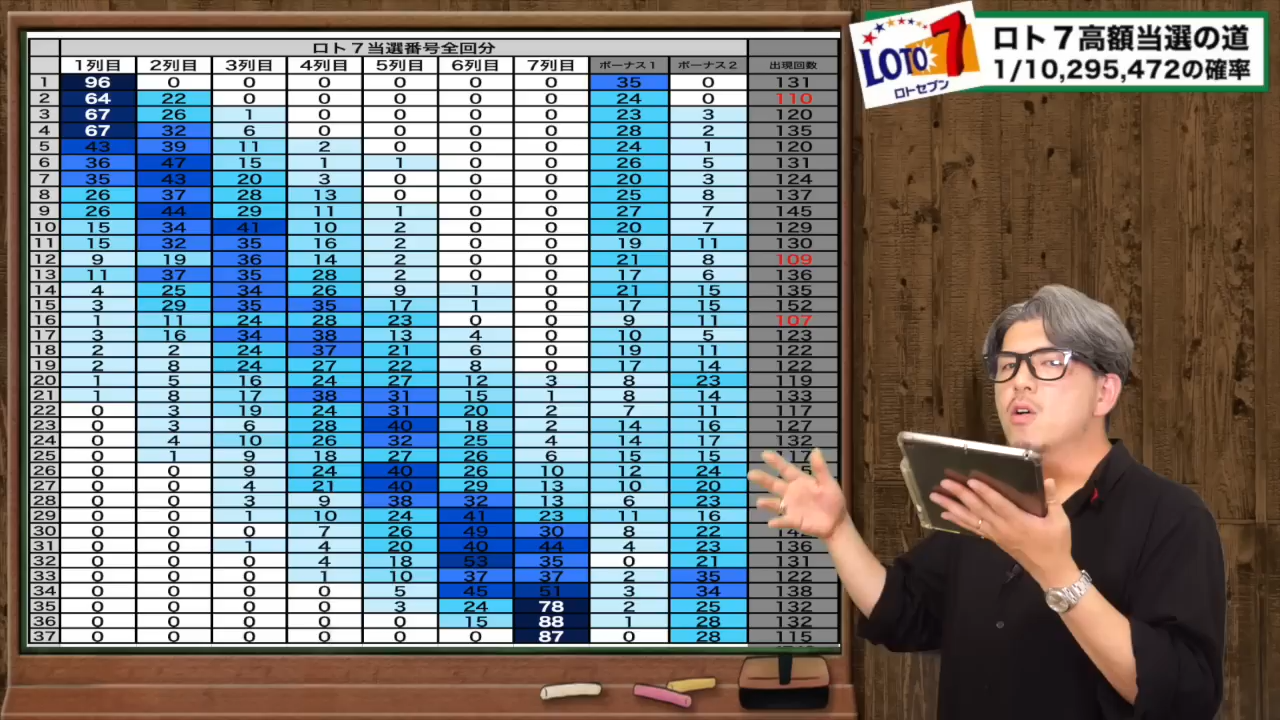 ロト７当選番号全回分
1列目 2列目 3列目 4列目 5列目 6列目 7列目 ボーナス１ ボーナス２ 出現回数
1 96 0 0 0 0 0 0 35 0 131
2 64 22 0 0 0 0 0 24 0 110
3 67 26 1 0 0 0 0 23 3 120
4 67 32 6 0 0 0 0 28 2 135
5 43 39 11 2 0 0 0 24 1 120
6 36 47 15 1 1 0 0 26 5 131
7 35 43 20 3 0 0 0 20 3 124
8 26 37 28 13 0 0 0 25 8 137
9 26 44 29 11 1 0 0 27 7 145
10 15 34 41 10 2 0 0 20 7 129
11 15 32 35 16 2 0 0 19 11 130
12 9 19 36 14 2 0 0 21 8 109
13 11 37 35 28 2 0 0 17 6 136
14 4 25 34 26 9 1 0 21 15 135
15 3 29 35 35 17 1 0 17 15 152
16 1 11 24 28 23 0 0 9 11 107
17 3 16 34 38 13 4 0 10 5 123
18 2 2 24 37 21 6 0 19 11 122
19 2 8 24 27 22 8 0 17 14 122
20 1 5 16 24 27 12 3 8 23 119
21 1 8 17 38 31 15 1 8 14 133
22 0 3 19 24 31 20 2 7 11 117
23 0 3 6 28 40 18 2 14 16 127
24 0 4 10 26 32 25 4 14 17 132
25 0 1 9 18 27 26 6 15 15
26 0 0 9 24 40 26 10 12 24
27 0 0 4 21 40 29 13 10 20
28 0 0 3 9 38 32 13 6 23
29 0 0 1 10 24 41 23 11 16
30 0 0 0 7 26 49 30 8 22
31 0 0 1 4 20 40 44 4 23 136
32 0 0 0 4 18 53 35 0 21 131
33 0 0 0 1 10 37 37 2 35 122
34 0 0 0 0 5 45 51 3 34 138
35 0 0 0 0 3 24 78 2 25 132
36 0 0 0 0 0 15 88 1 28 132
37 0 0 0 0 0 0 87 0 28 115
LOTO 7
ロトセブン
ロト７高額当選の道
1/10,295,472の確率